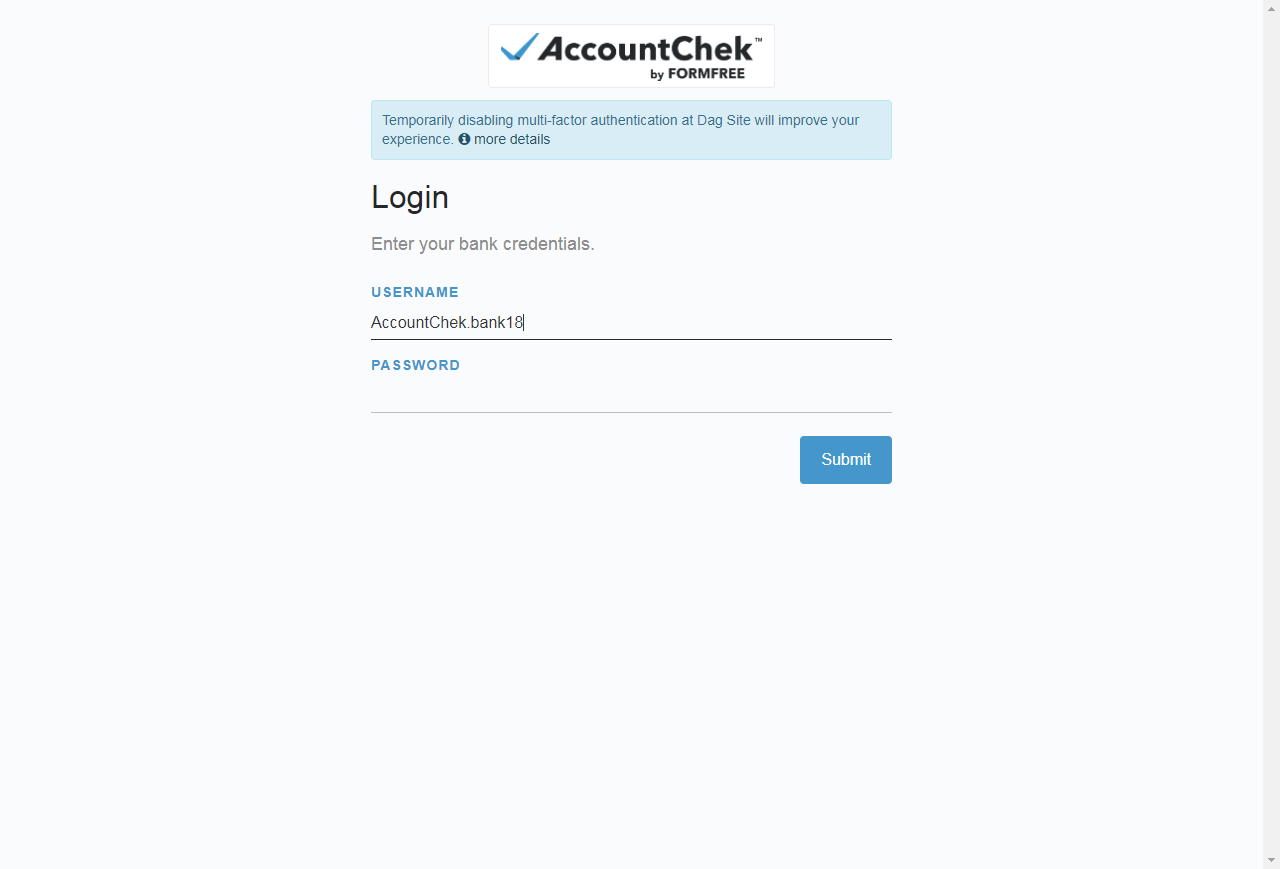 AccountChek™
by FORMFREE
Temporarily disabling multi-factor authentication at Dag Site will improve your
experience. more details
Login
Enter your bank credentials.
USERNAME
AccountChek.bank18
PASSWORD
Submit